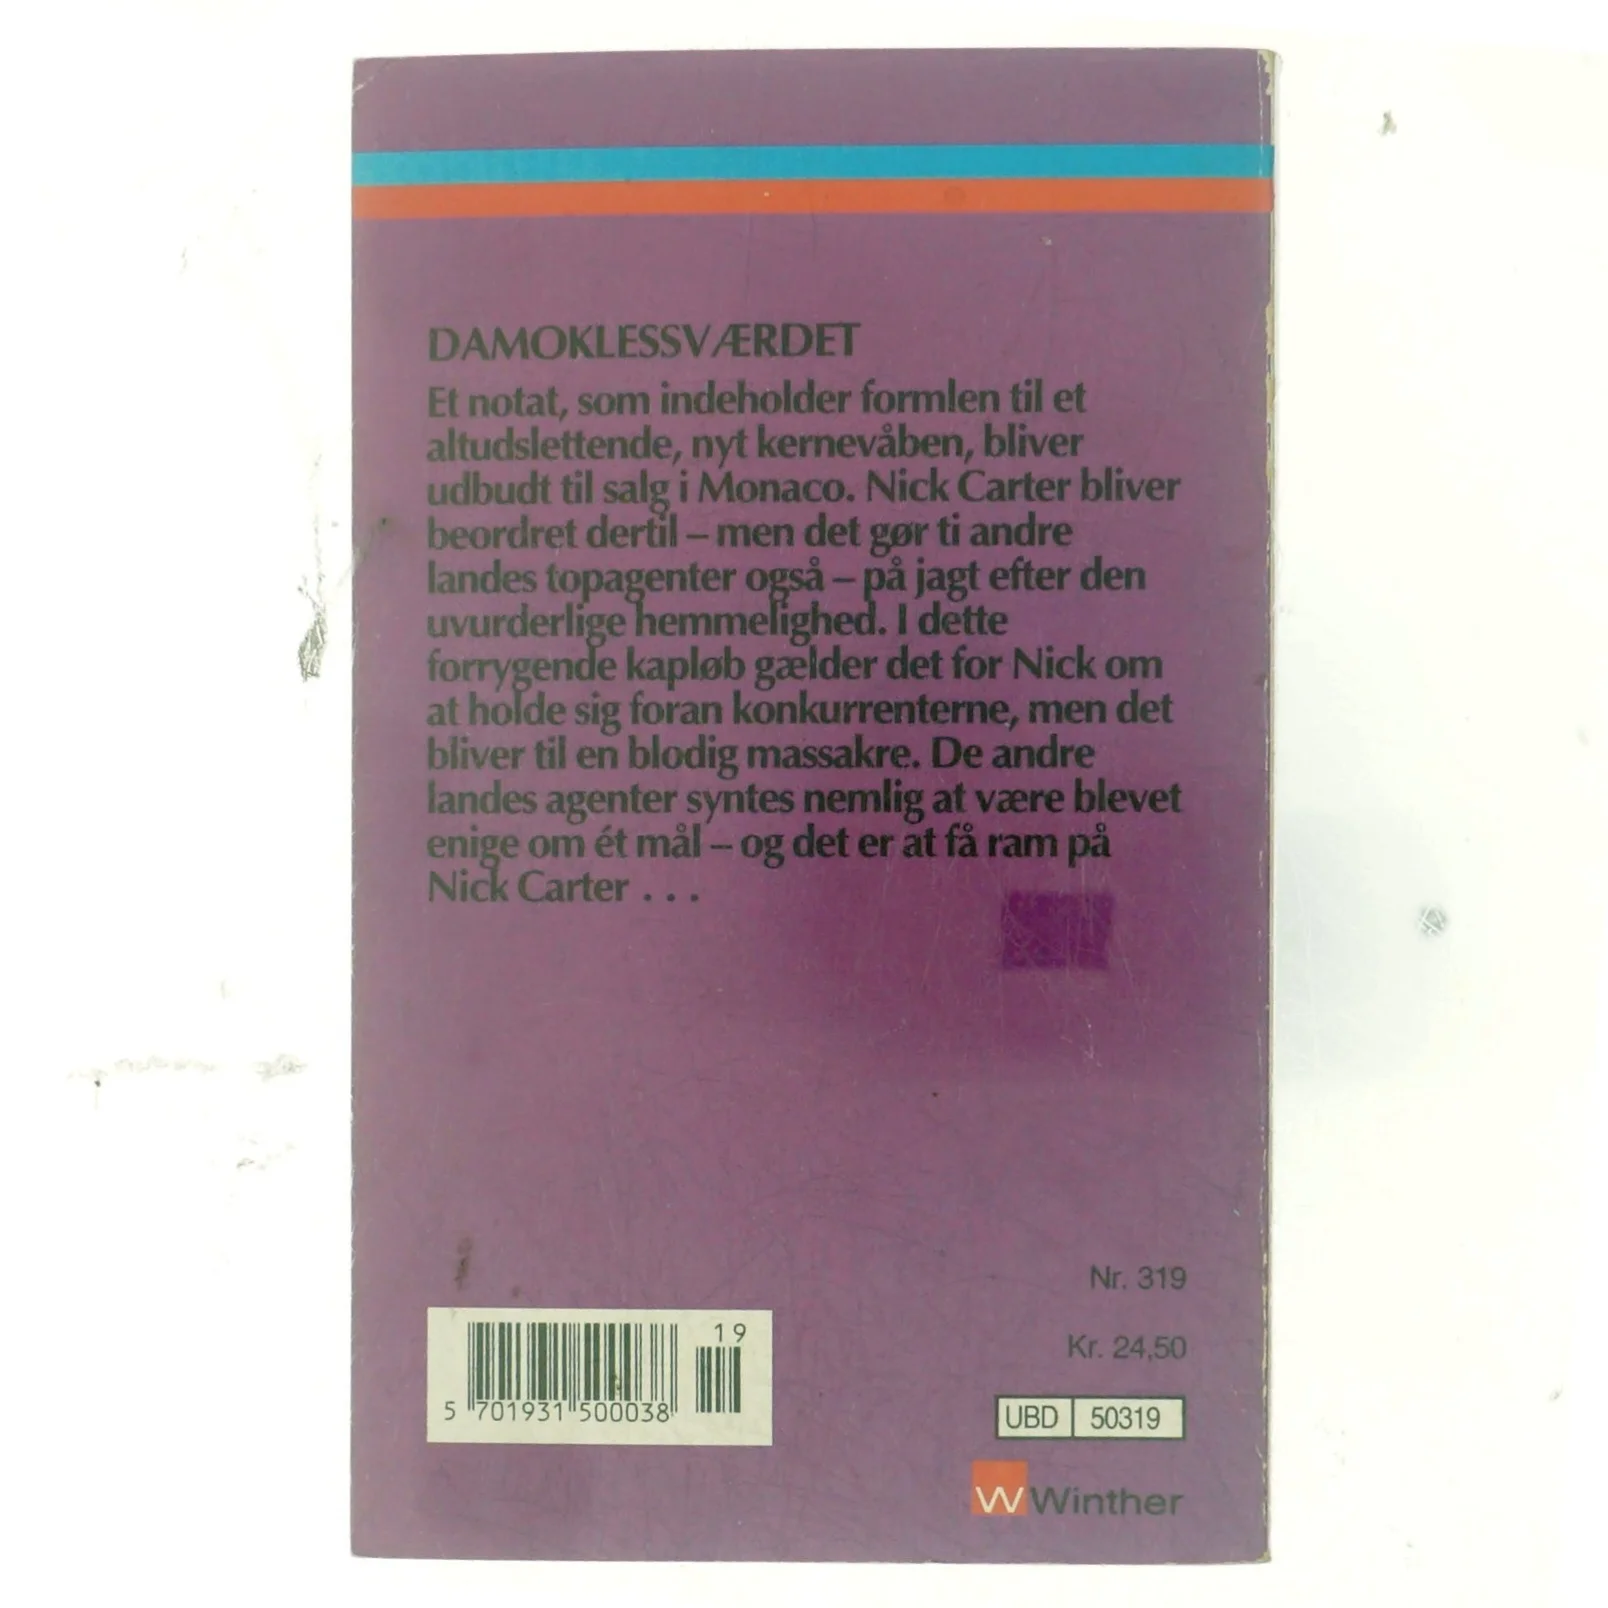 DAMOKLESSVÆRDET
Et notat, som indeholder formlen til et
altudslettende, nyt kernevåben, bliver
udbudt til salg i Monaco. Nick Carter bliver
beordret dertil – men det gør ti andre
landes topagenter også – på jagt efter den
uvurderlige hemmelighed. I dette
forrygende kapløb gælder det for Nick om
at holde sig foran konkurrenterne, men det
bliver til en blodig massakre. De andre
landes agenter syntes nemlig at være blevet
enige om ét mål – og det er at få ram på
Nick Carter . . .
Nr. 319
Kr. 24,50
19
5 701931 500038
UBD 50319
W Winther